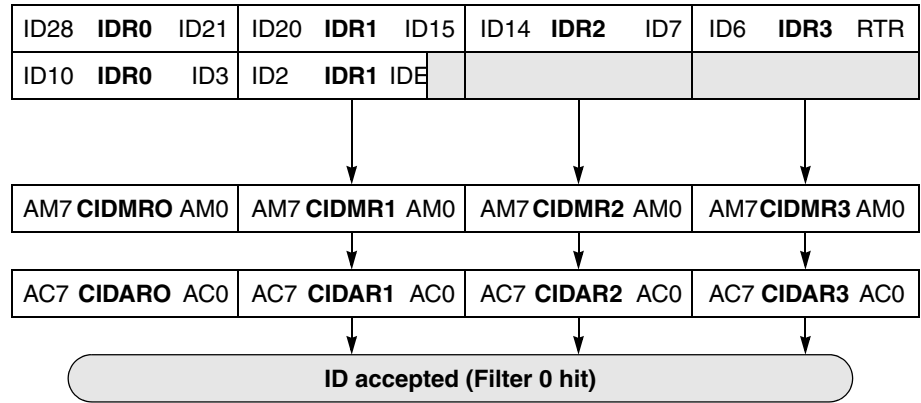 ID28 IDR0 ID21 ID20 IDR1 ID15 ID14 IDR2 ID7 ID6 IDR3 RTR
ID10 IDR0 ID3 ID2 IDR1 IDE
AM7 CIDMRO AM0 AM7 CIDMR1 AM0 AM7 CIDMR2 AM0 AM7 CIDMR3 AM0
AC7 CIDARO AC0 AC7 CIDAR1 AC0 AC7 CIDAR2 AC0 AC7 CIDAR3 AC0
ID accepted (Filter 0 hit)